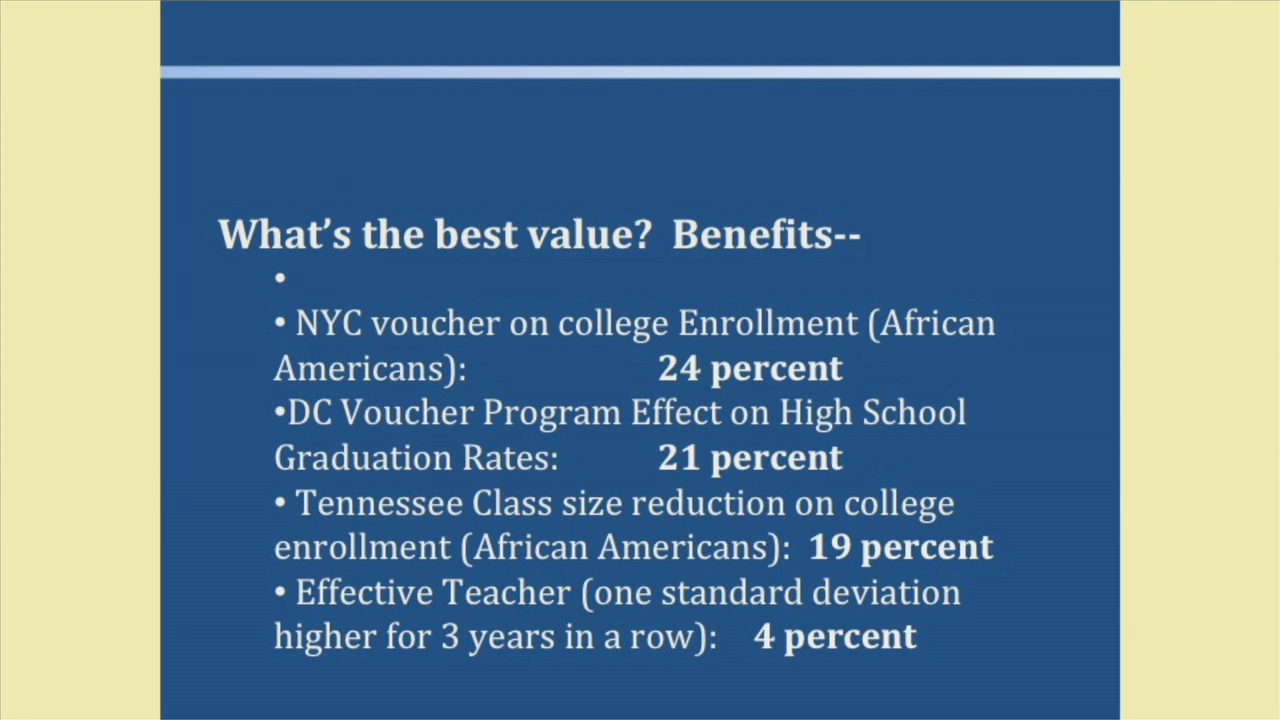 What’s the best value?  Benefits--
•
• NYC voucher on college Enrollment (African
Americans): 24 percent
•DC Voucher Program Effect on High School
Graduation Rates: 21 percent
• Tennessee Class size reduction on college
enrollment (African Americans): 19 percent
• Effective Teacher (one standard deviation
higher for 3 years in a row): 4 percent